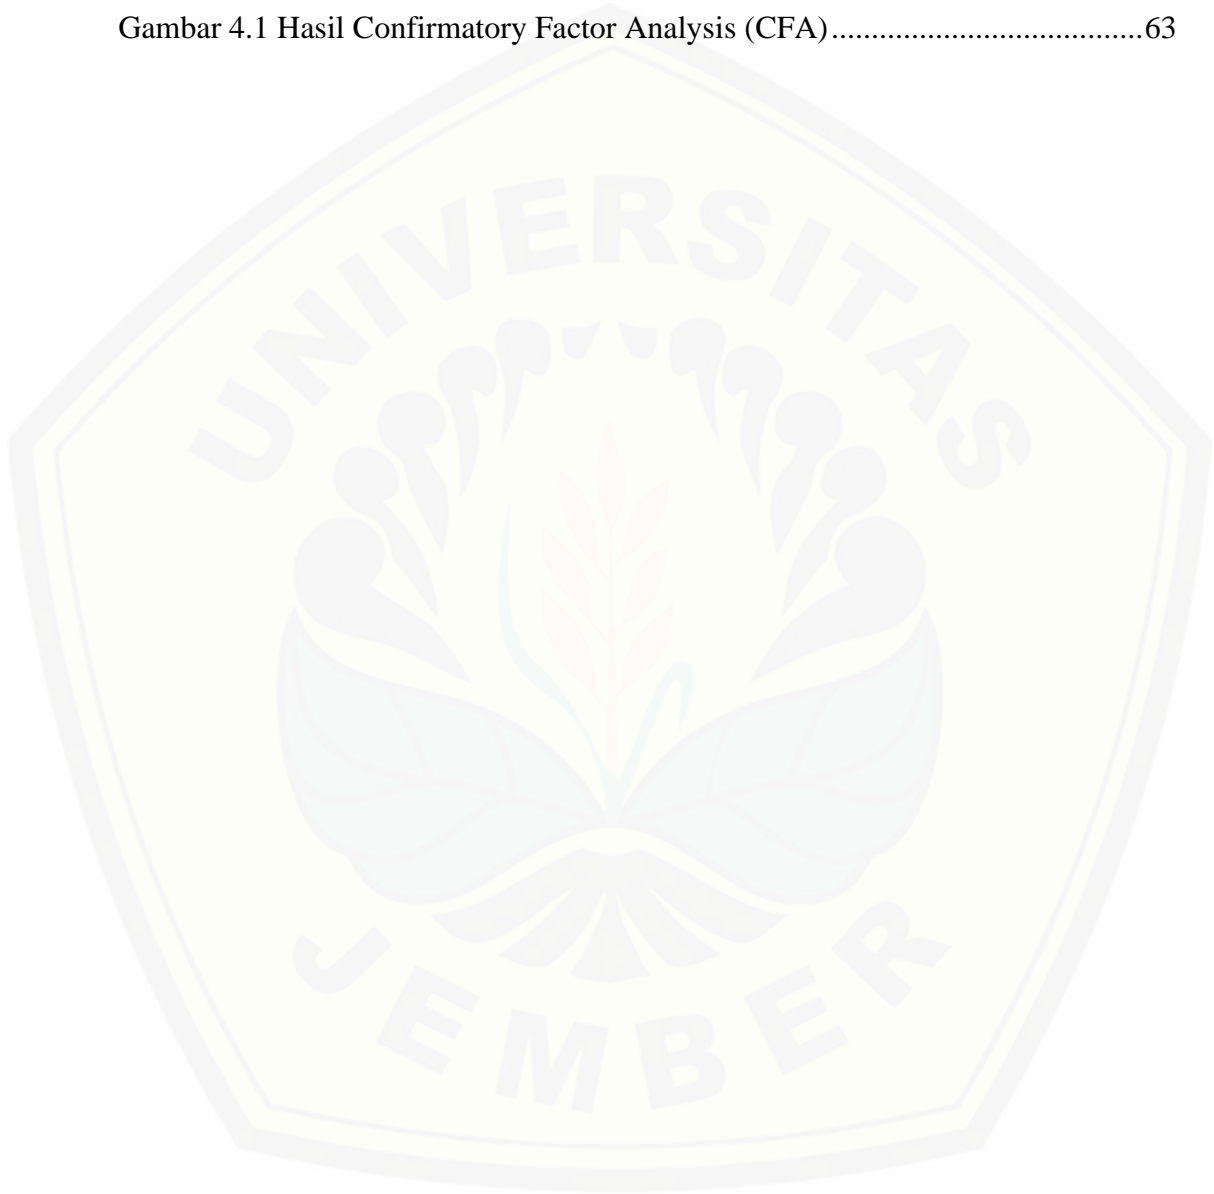 Gambar 4.1 Hasil Confirmatory Factor Analysis (CFA).......................................63
UNIVERSITAS
JEMBER